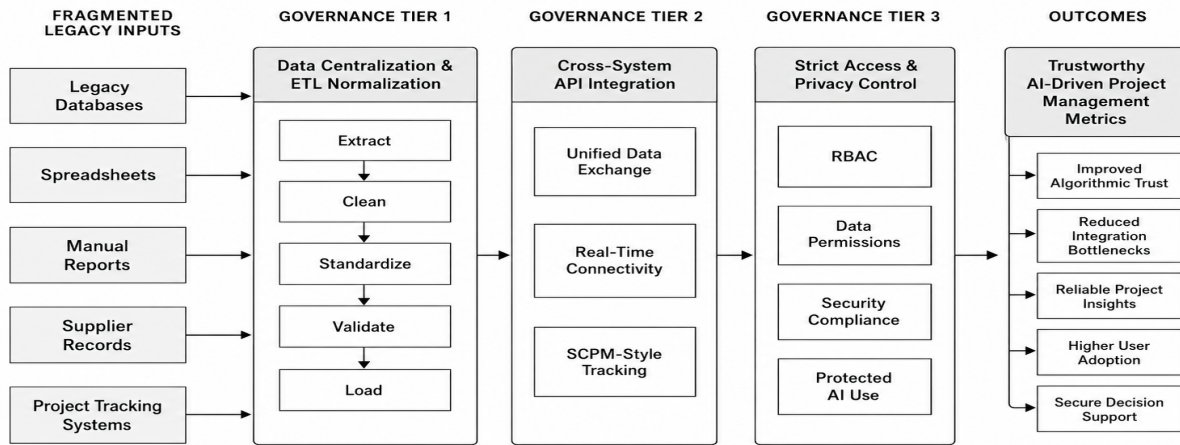 FRAGMENTED
LEGACY INPUTS
Legacy
Databases
Spreadsheets
Manual
Reports
Supplier
Records
Project Tracking
Systems
GOVERNANCE TIER 1
Data Centralization &
ETL Normalization
Extract
Clean
Standardize
Validate
Load
GOVERNANCE TIER 2
Cross-System
API Integration
Unified Data
Exchange
Real-Time
Connectivity
SCPM-Style
Tracking
GOVERNANCE TIER 3
Strict Access &
Privacy Control
RBAC
Data
Permissions
Security
Compliance
Protected
AI Use
OUTCOMES
Trustworthy
AI-Driven Project
Management
Metrics
Improved
Algorithmic Trust
Reduced
Integration
Bottlenecks
Reliable Project
Insights
Higher User
Adoption
Secure Decision
Support